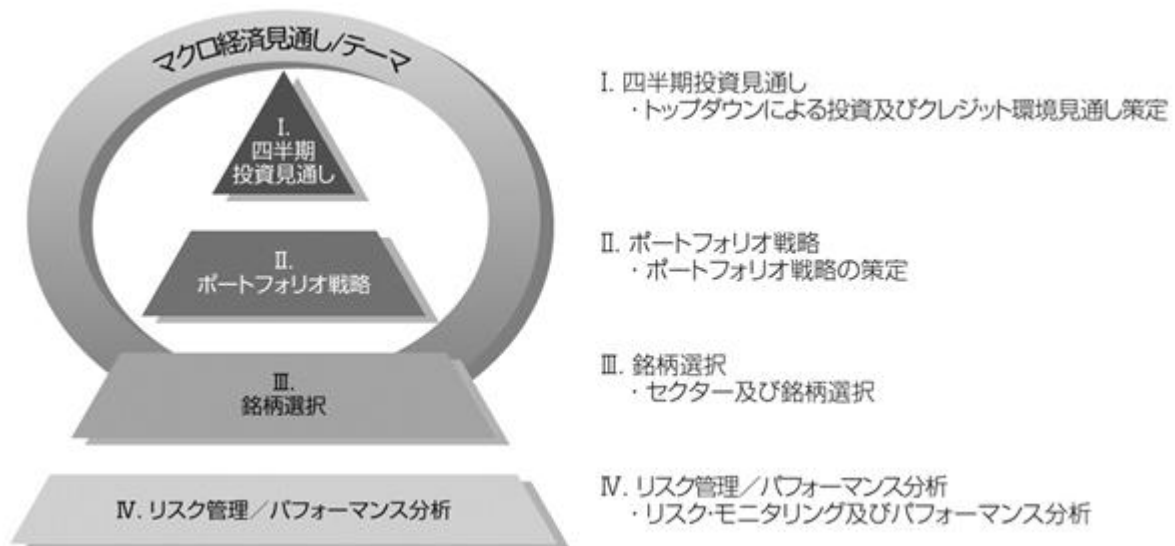 マクロ経済見通し/テーマ
I.
四半期
投資見通し
Ⅱ.
ポートフォリオ戦略
Ⅲ.
銘柄選択
Ⅳ. リスク管理／パフォーマンス分析
I. 四半期投資見通し
・トップダウンによる投資及びクレジット環境見通し策定
Ⅱ. ポートフォリオ戦略
・ポートフォリオ戦略の策定
Ⅲ. 銘柄選択
・セクター及び銘柄選択
Ⅳ. リスク管理／パフォーマンス分析
・リスク・モニタリング及びパフォーマンス分析